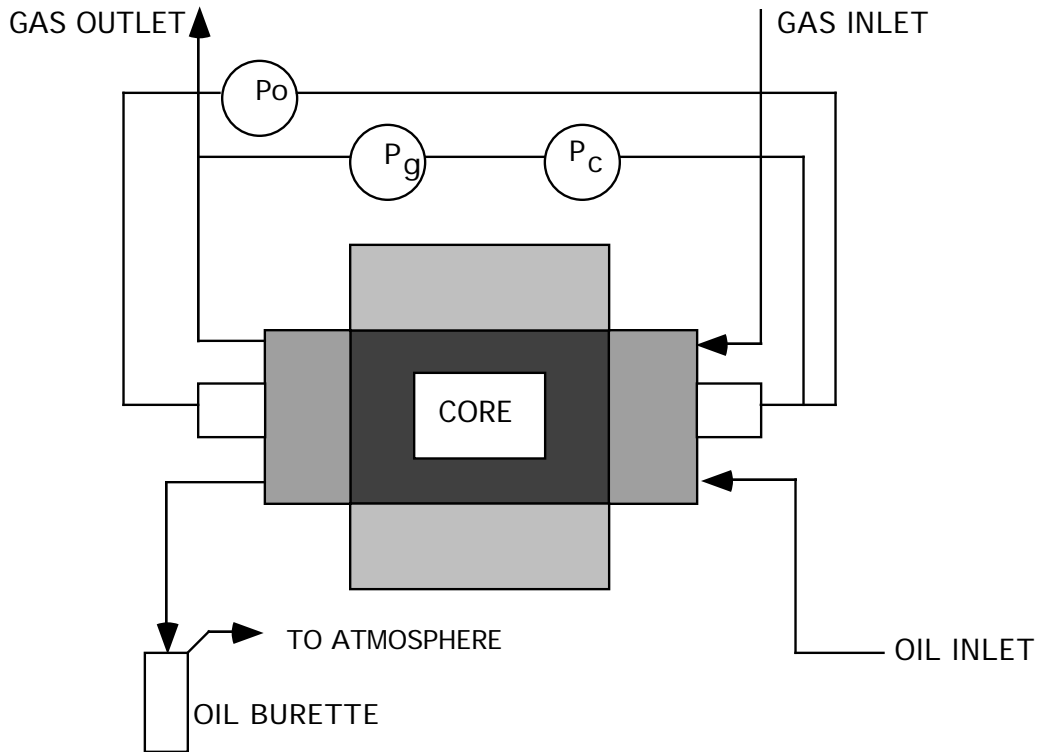 GAS OUTLET
GAS INLET
Po
Pg
Pc
CORE
TO ATMOSPHERE
OIL INLET
OIL BURETTE